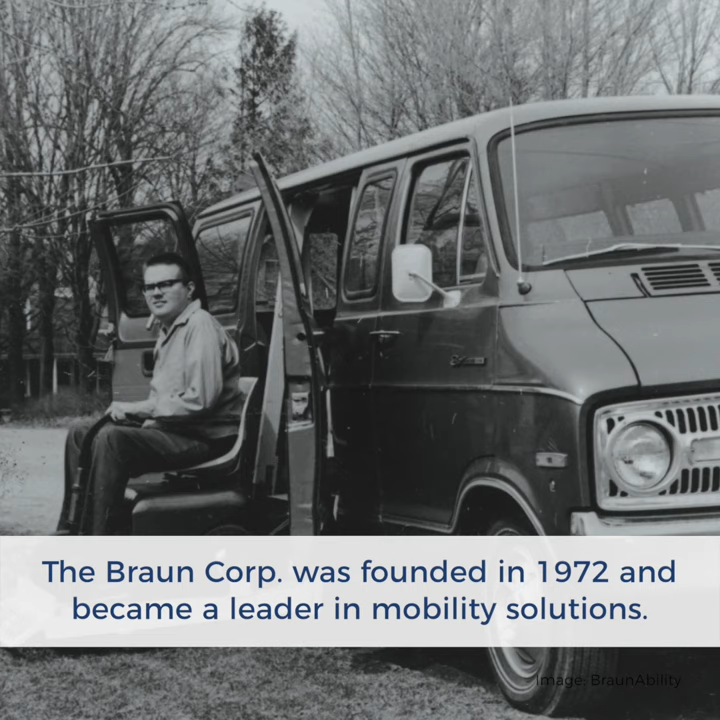 The Braun Corp. was founded in 1972 and
became a leader in mobility solutions.
Image: BraunAbility